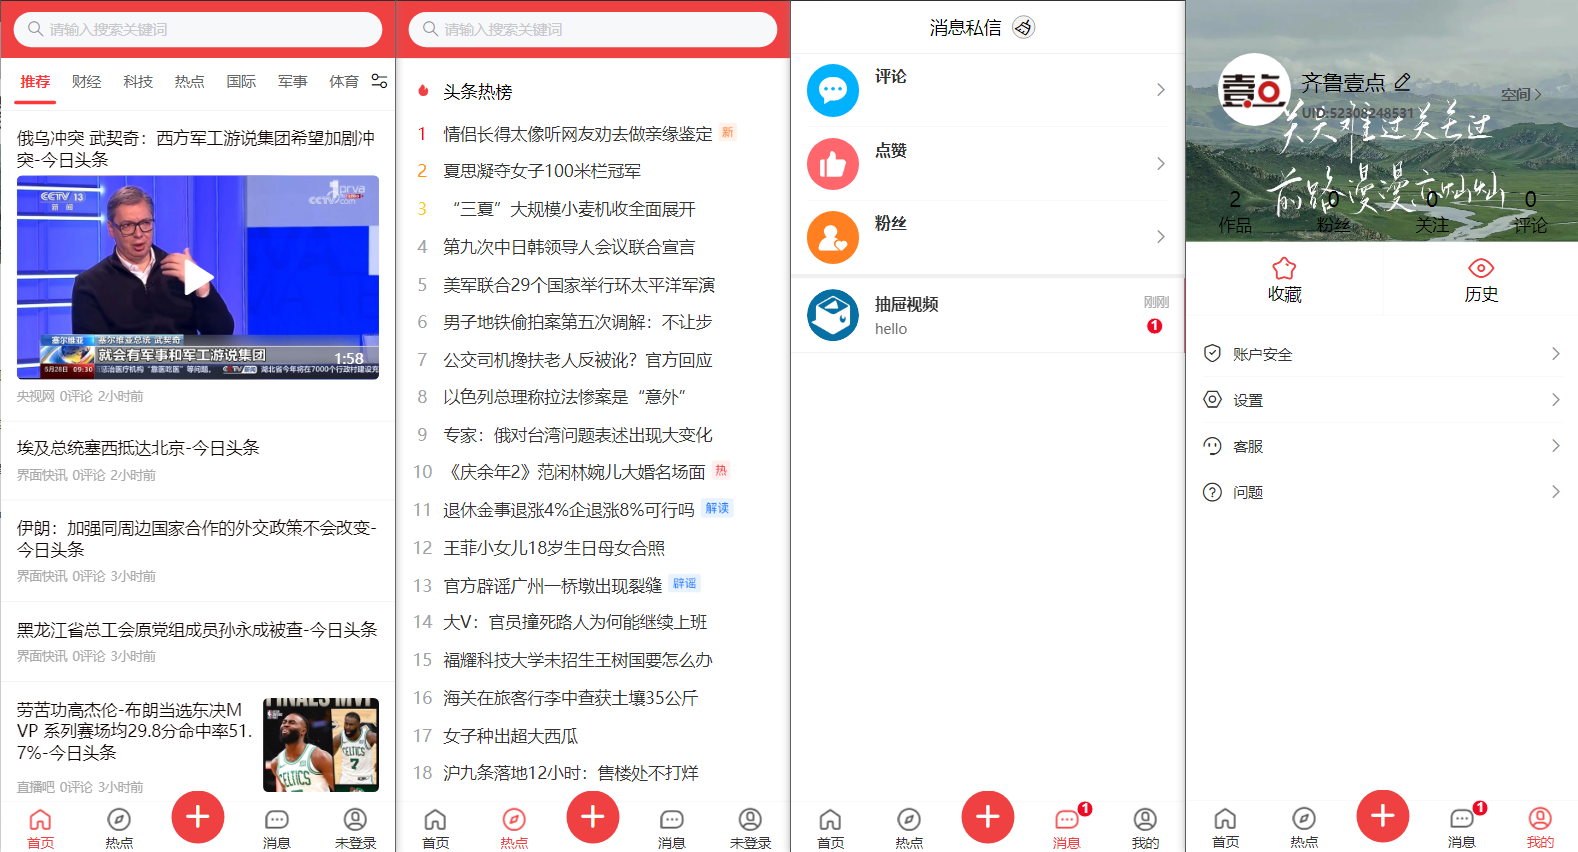 请输入搜索关键词
推荐 财经 科技 热点 国际 军事 体育
俄乌冲突 武契奇：西方军工游说集团希望加剧冲
突-今日头条
CCTV 13
新闻
1 prva
CCTV.com
塞尔维亚
塞尔维亚总统 武契奇
就会有军事和军工游说集团
1:58
央视网 0评论 2小时前
埃及总统塞西抵达北京-今日头条
界面快讯 0评论 2小时前
伊朗：加强同周边国家合作的外交政策不会改变-
今日头条
界面快讯 0评论 3小时前
黑龙江省总工会原党组成员孙永成被查-今日头条
界面快讯 0评论 3小时前
劳苦功高杰伦-布朗当选东决M
VP 系列赛场均29.8分命中率51.
7%-今日头条
FINALS MVP
CELTICS
7
直播吧 0评论 3小时前
首页 热点 消息 未登录
请输入搜索关键词
头条热榜
1 情侣长得太像听网友劝去做亲缘鉴定 新
2 夏思凝夺女子100米栏冠军
3 “三夏”大规模小麦机收全面展开
4 第九次中日韩领导人会议联合宣言
5 美军联合29个国家举行环太平洋军演
6 男子地铁偷拍案第五次调解：不让步
7 公交司机搀扶老人反被讹？官方回应
8 以色列总理称拉法惨案是“意外”
9 专家：俄对台湾问题表述出现大变化
10 《庆余年2》范闲林婉儿大婚名场面 热
11 退休金事退涨4%企退涨8%可行吗 解读
12 王菲小女儿18岁生日母女合照
13 官方辟谣广州一桥墩出现裂缝 辟谣
14 大V：官员撞死路人为何能继续上班
15 福耀科技大学未招生王树国要怎么办
16 海关在旅客行李中查获土壤35公斤
17 女子种出超大西瓜
18 沪九条落地12小时：售楼处不打烊
首页 热点 消息 未登录
消息私信
评论
点赞
粉丝
抽屉视频 刚刚
hello 1
首页 热点 消息 1 我的
壹点
齐鲁壹点
空间
UID:52308248531
关关难过关关过
前路漫漫亦灿灿
2 0 0 0
作品 粉丝 关注 评论
收藏 历史
账户安全
设置
客服
问题
首页 热点 消息 1 我的